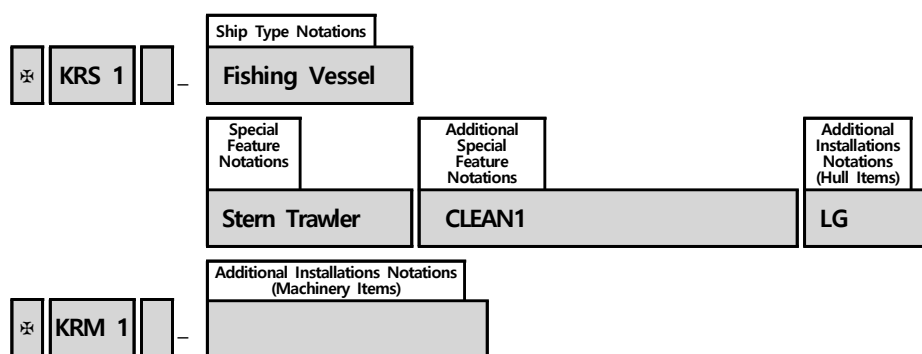 Ship Type Notations
✠ KRS 1 _ Fishing Vessel
Special
Feature
Notations
Additional
Special
Feature
Notations
Additional
Installations
Notations
(Hull Items)
Stern Trawler CLEAN1 LG
Additional Installations Notations
(Machinery Items)
✠ KRM 1 _